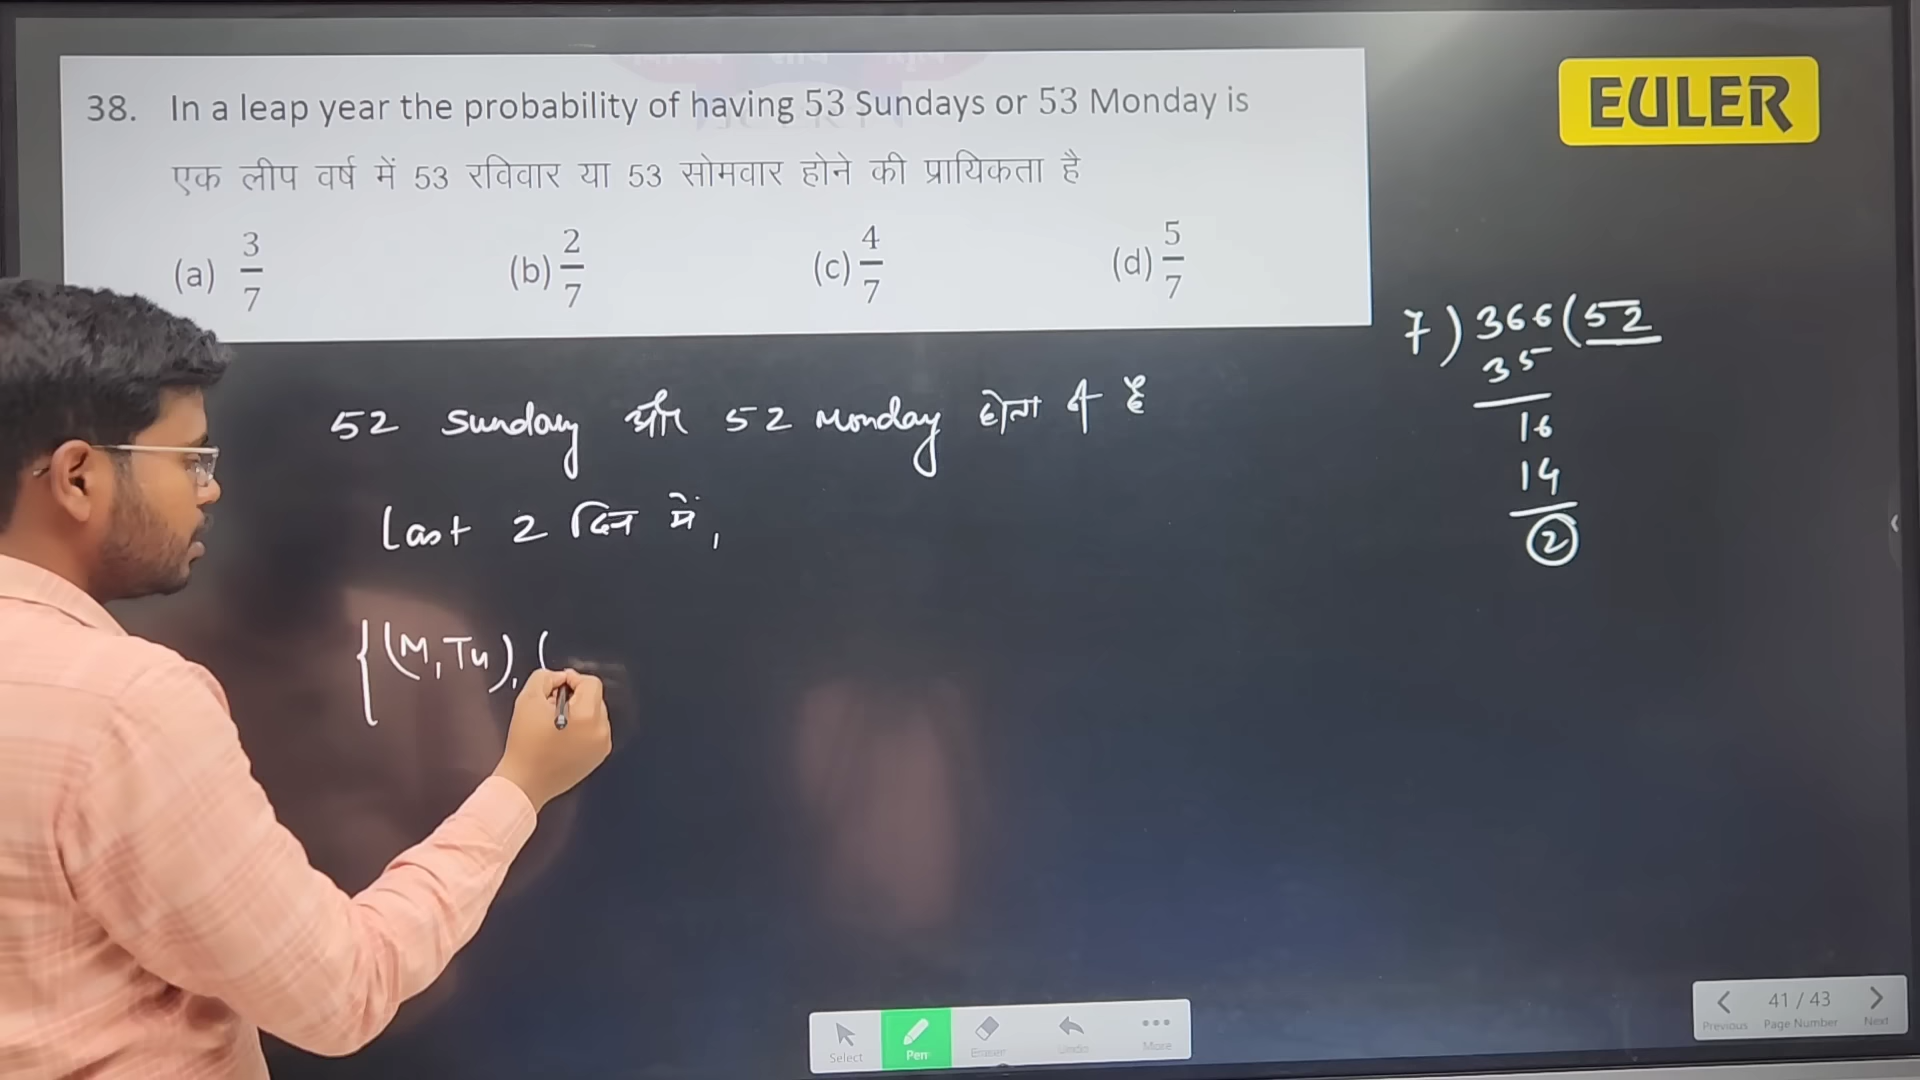 EULER
38. In a leap year the probability of having 53 Sundays or 53 Monday is
एक लीप वर्ष में 53 रविवार या 53 सोमवार होने की प्रायिकता है
(a) 3/7 (b) 2/7 (c) 4/7 (d) 5/7
7 ) 366 ( 52
35
16
14
2
52 Sunday और 52 Monday होता ही है
Last 2 दिन में,
{(M, Tu), (
Select Pen Eraser Undo More
41 / 43
Previous Page Number Next